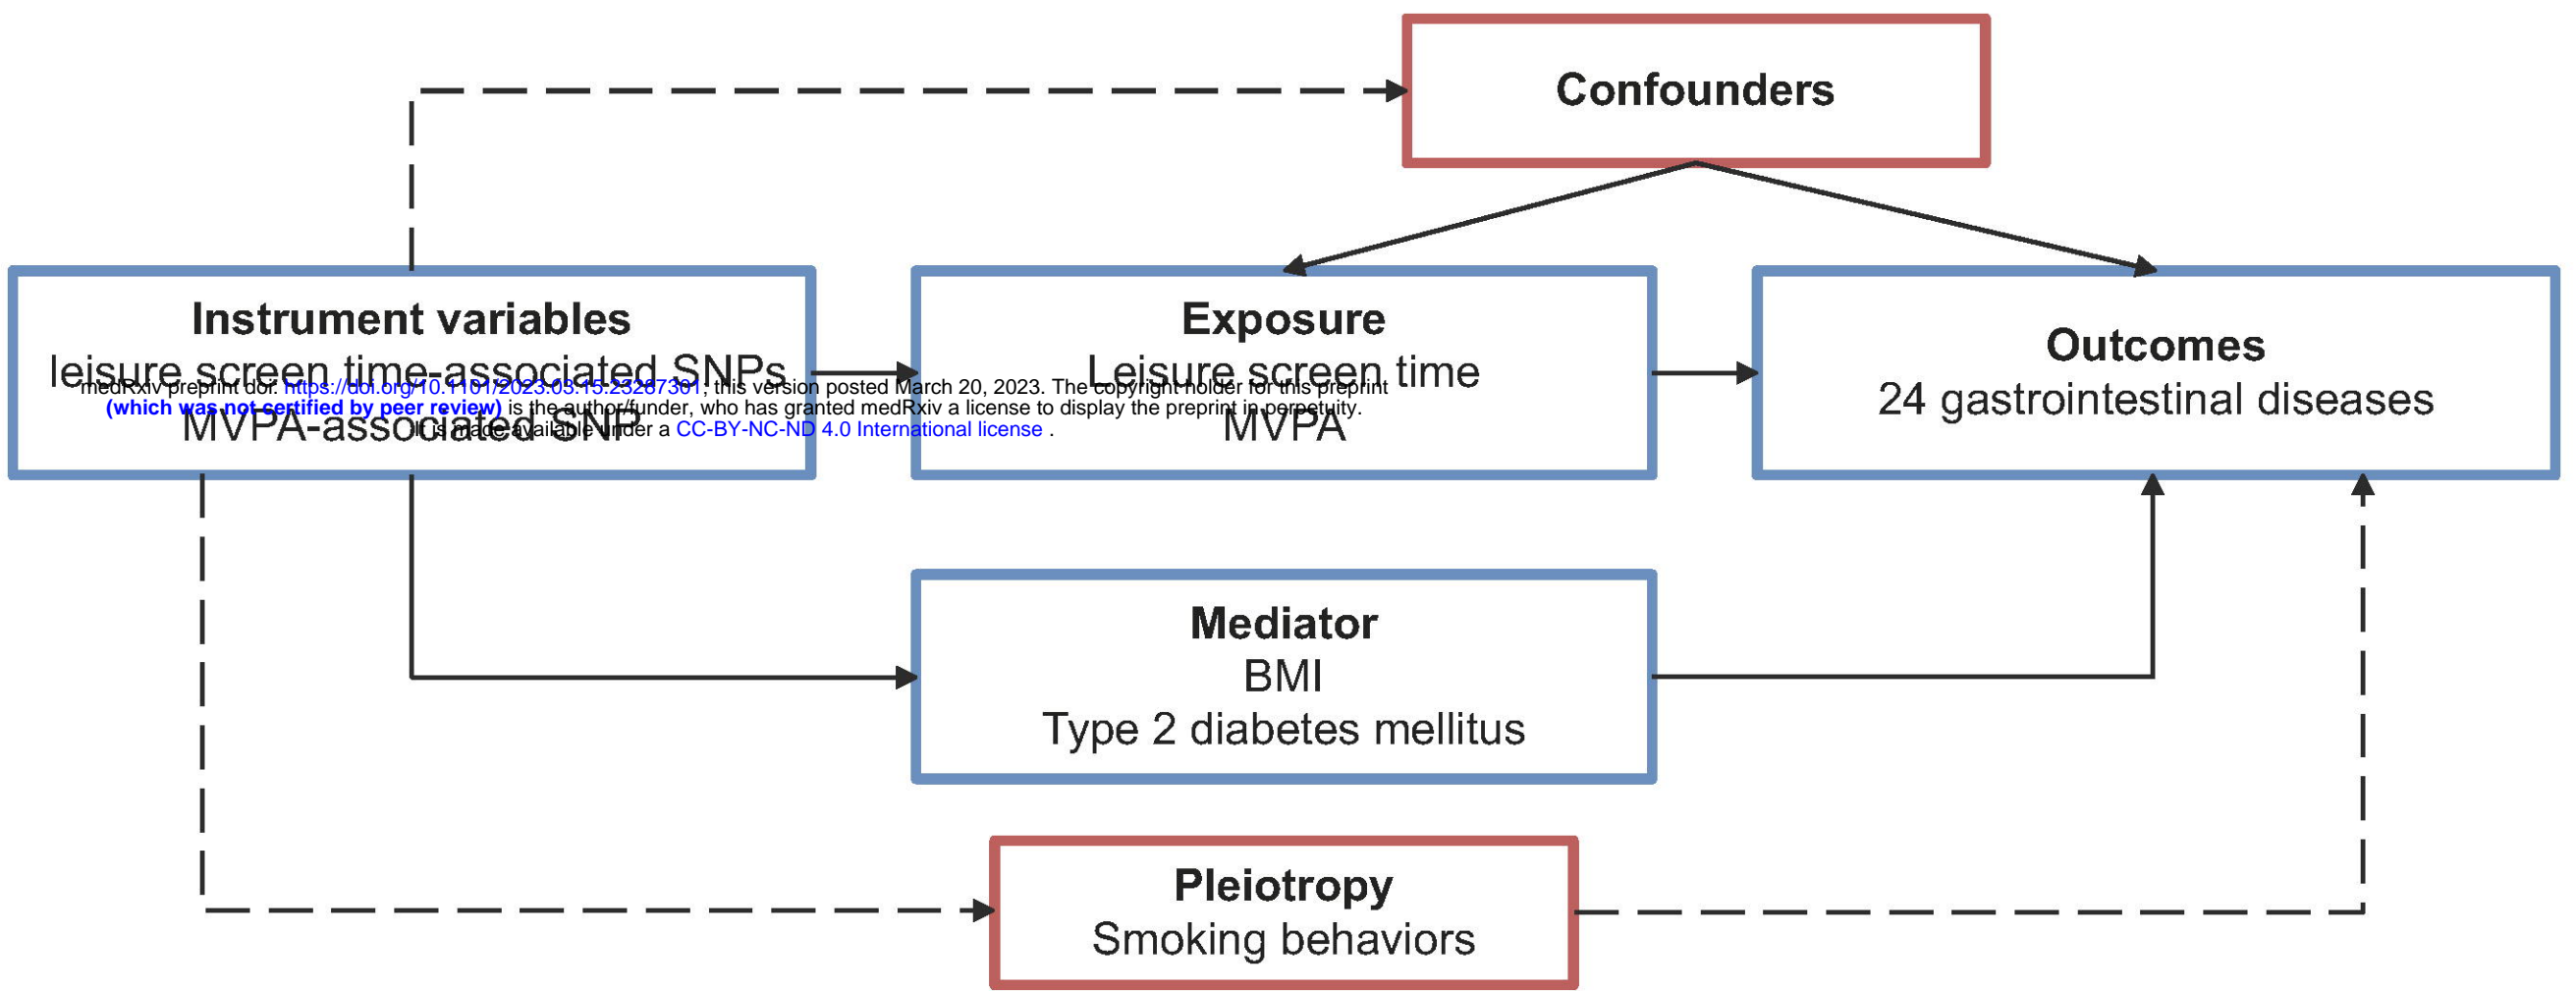 Confounders
Instrument variables
leisure screen time-associated SNPs
MVPA-associated SNP
Exposure
Leisure screen time
MVPA
Outcomes
24 gastrointestinal diseases
medRxiv preprint doi: https://doi.org/10.1101/2023.03.15.23287301; this version posted March 20, 2023. The copyright holder for this preprint
(which was not certified by peer review) is the author/funder, who has granted medRxiv a license to display the preprint in perpetuity.
It is made available under a CC-BY-NC-ND 4.0 International license .
Mediator
BMI
Type 2 diabetes mellitus
Pleiotropy
Smoking behaviors